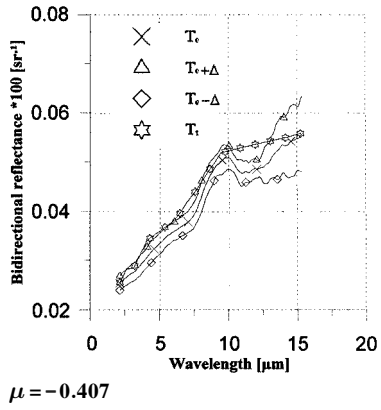 Bidirectional reflectance *100 [sr⁻¹]
0.08
0.06
0.04
0.02
Tₑ
Tₑ₊Δ
Tₑ₋Δ
Tₜ
0 5 10 15 20
Wavelength [μm]
μ = −0.407